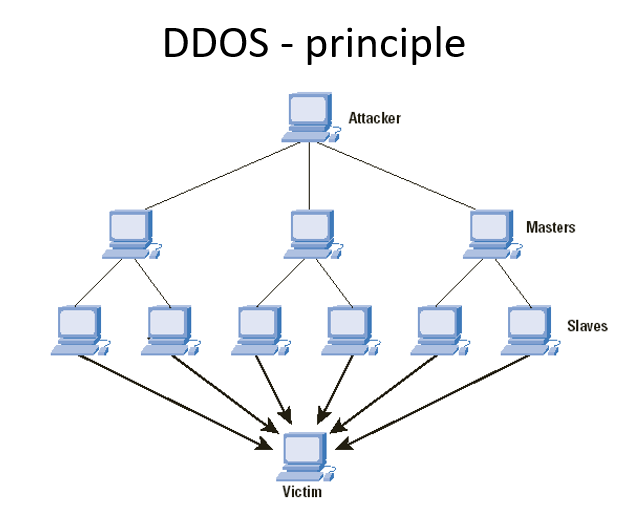 DDOS - principle
Attacker
Masters
Slaves
Victim